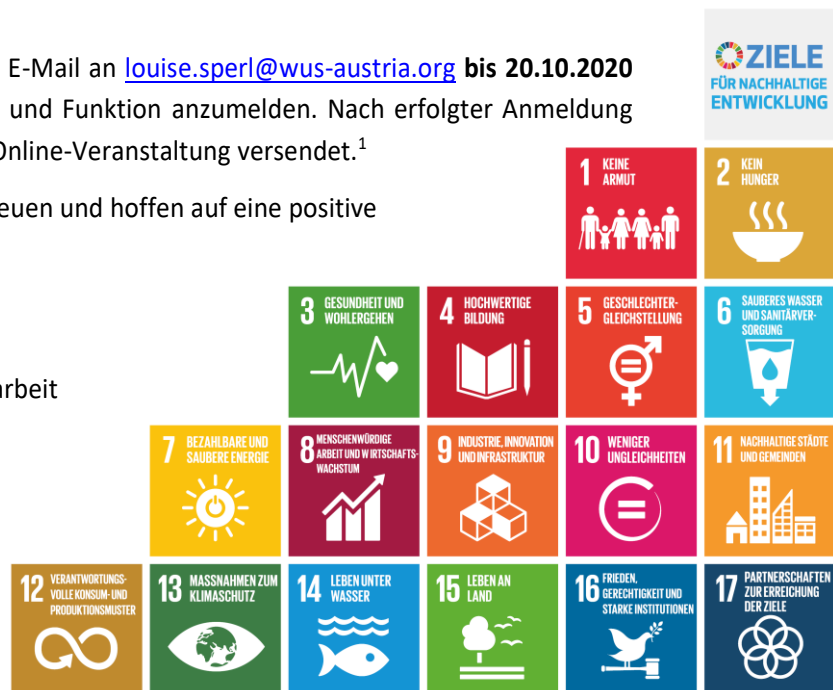 ZIELE
FÜR NACHHALTIGE
ENTWICKLUNG
E-Mail an louise.sperl@wus-austria.org bis 20.10.2020
und Funktion anzumelden. Nach erfolgter Anmeldung
Online-Veranstaltung versendet.¹
euen und hoffen auf eine positive
arbeit
1 KEINE
ARMUT
2 KEIN
HUNGER
3 GESUNDHEIT UND
WOHLERGEHEN
4 HOCHWERTIGE
BILDUNG
5 GESCHLECHTER-
GLEICHSTELLUNG
6 SAUBERES WASSER
UND SANITÄRVER-
SORGUNG
7 BEZAHLBARE UND
SAUBERE ENERGIE
8 MENSCHENWÜRDIGE
ARBEIT UND WIRTSCHAFTS-
WACHSTUM
9 INDUSTRIE, INNOVATION
UND INFRASTRUKTUR
10 WENIGER
UNGLEICHHEITEN
11 NACHHALTIGE STÄDTE
UND GEMEINDEN
12 VERANTWORTUNGS-
VOLLE KONSUM- UND
PRODUKTIONSMUSTER
13 MASSNAHMEN ZUM
KLIMASCHUTZ
14 LEBEN UNTER
WASSER
15 LEBEN AN
LAND
16 FRIEDEN,
GERECHTIGKEIT UND
STARKE INSTITUTIONEN
17 PARTNERSCHAFTEN
ZUR ERREICHUNG
DER ZIELE